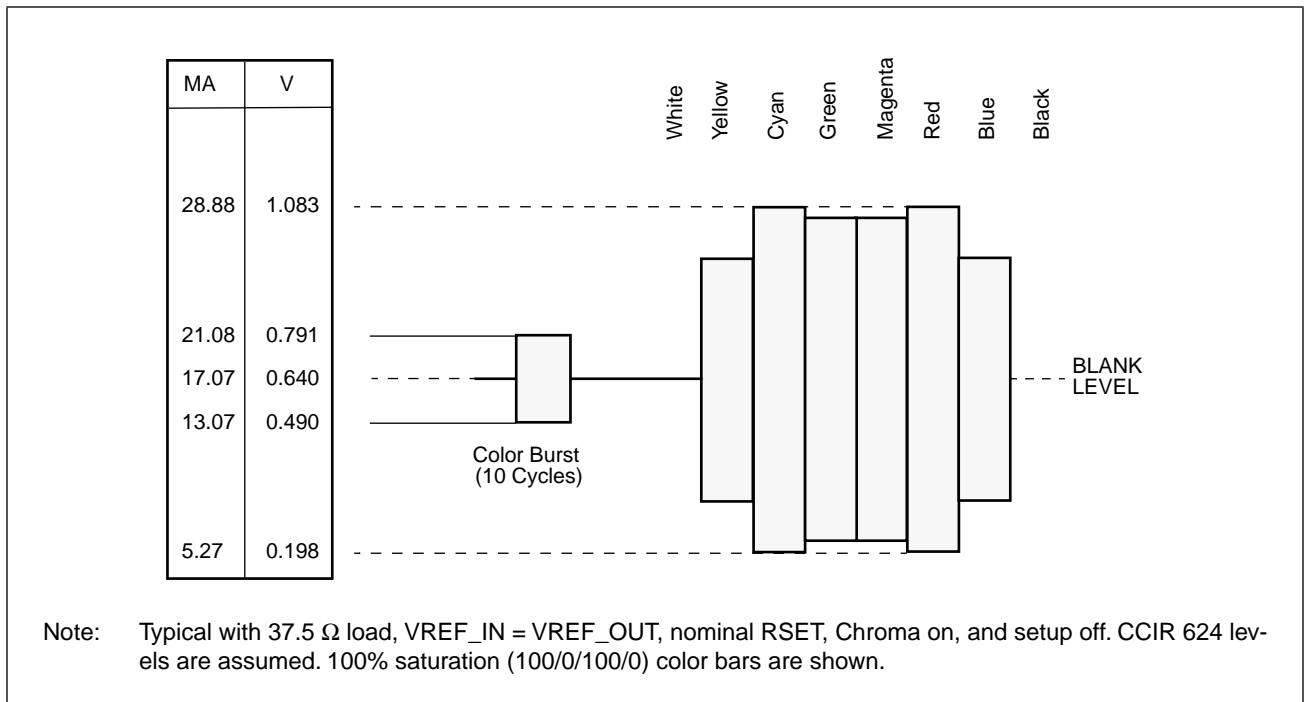 MA V
White
Yellow
Cyan
Green
Magenta
Red
Blue
Black
28.88 1.083
21.08 0.791
17.07 0.640
13.07 0.490
5.27 0.198
BLANK
LEVEL
Color Burst
(10 Cycles)
Note: Typical with 37.5 Ω load, VREF_IN = VREF_OUT, nominal RSET, Chroma on, and setup off. CCIR 624 lev-
els are assumed. 100% saturation (100/0/100/0) color bars are shown.